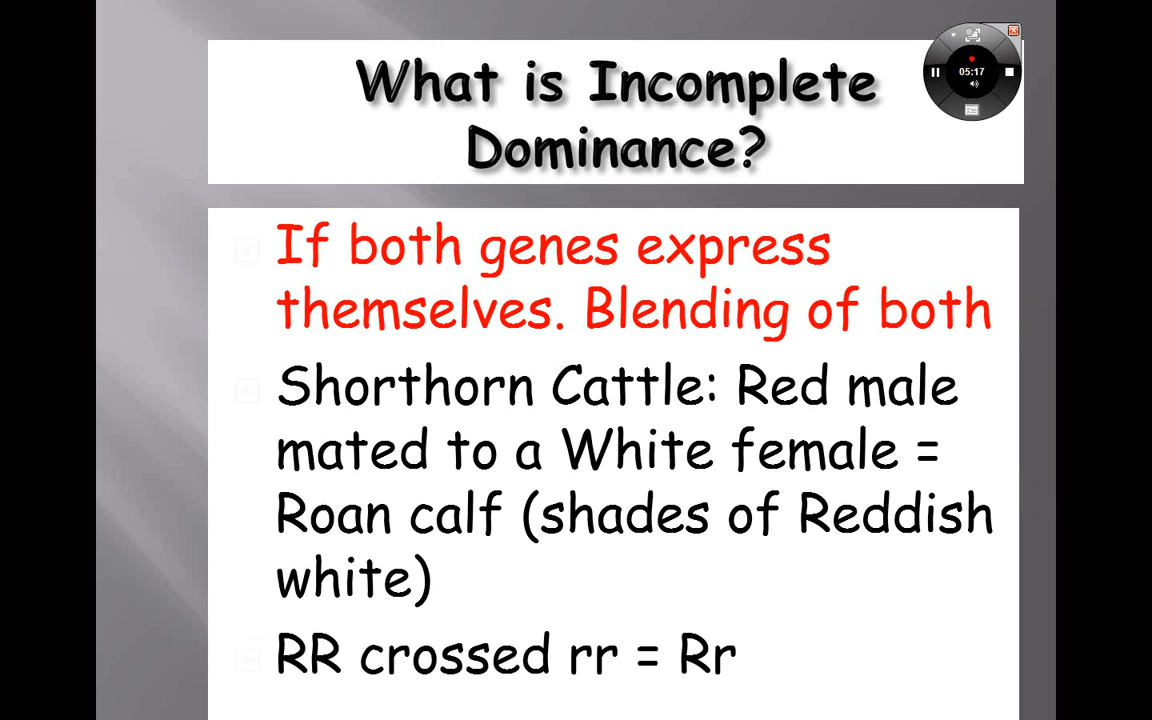 What is Incomplete
Dominance?
05:17
If both genes express
themselves. Blending of both
Shorthorn Cattle: Red male
mated to a White female =
Roan calf (shades of Reddish
white)
RR crossed rr = Rr